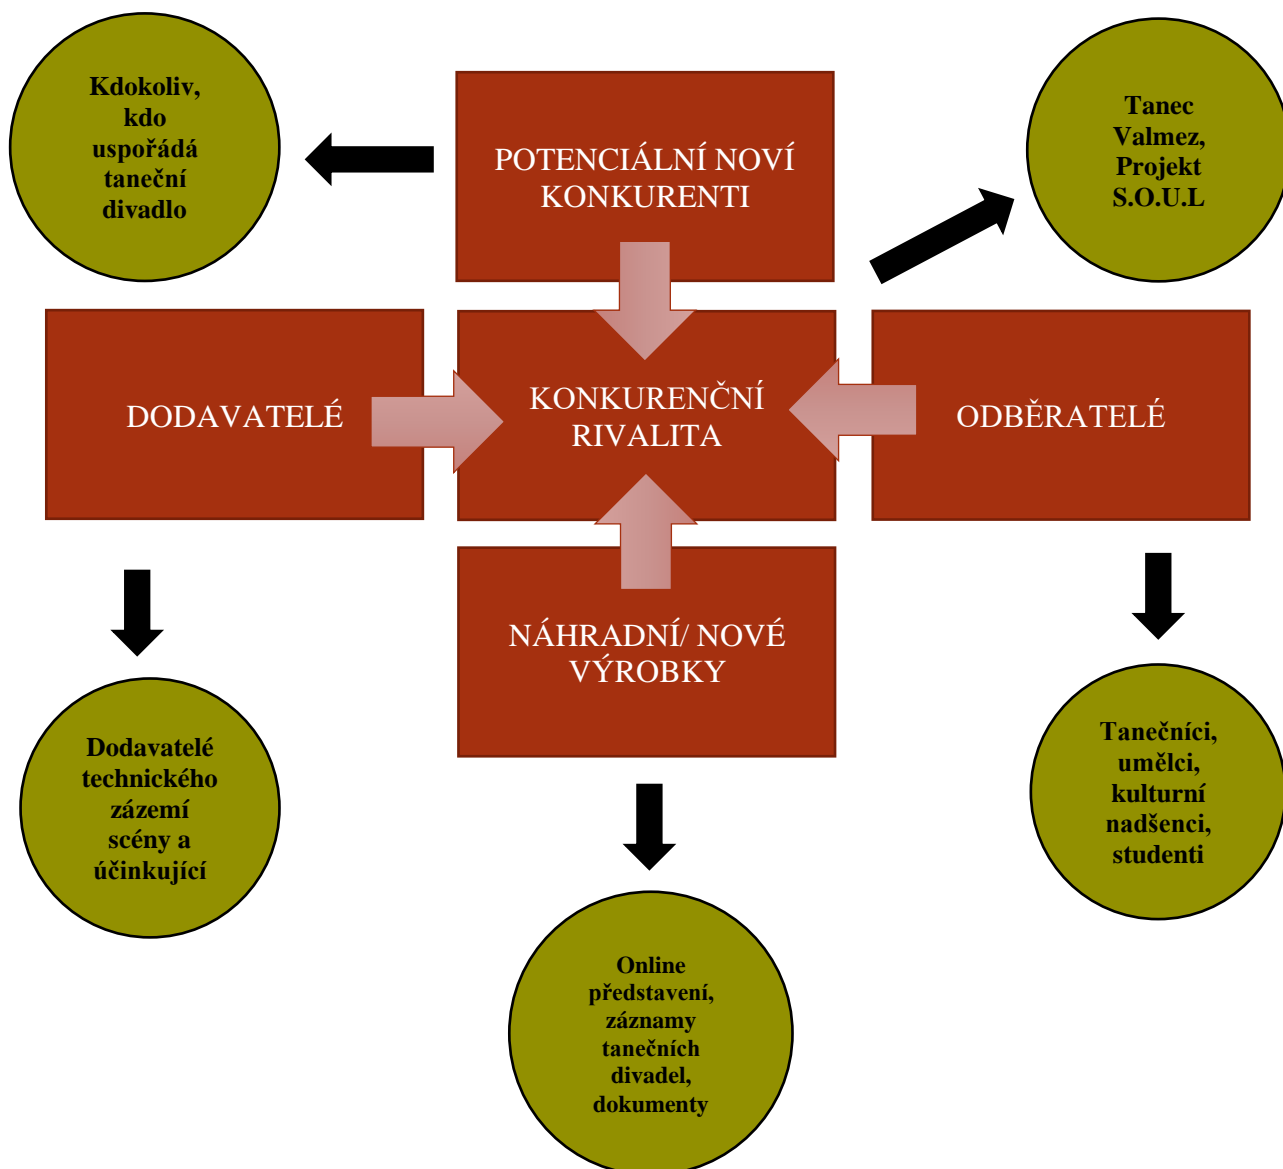 Kdokoliv,
kdo
uspořádá
taneční
divadlo
POTENCIÁLNÍ NOVÍ
KONKURENTI
Tanec
Valmez,
Projekt
S.O.U.L
DODAVATELÉ
KONKURENČNÍ
RIVALITA
ODBĚRATELÉ
NÁHRADNÍ/ NOVÉ
VÝROBKY
Dodavatelé
technického
zázemí
scény a
účinkující
Tanečníci,
umělci,
kulturní
nadšenci,
studenti
Online
představení,
záznamy
tanečních
divadel,
dokumenty